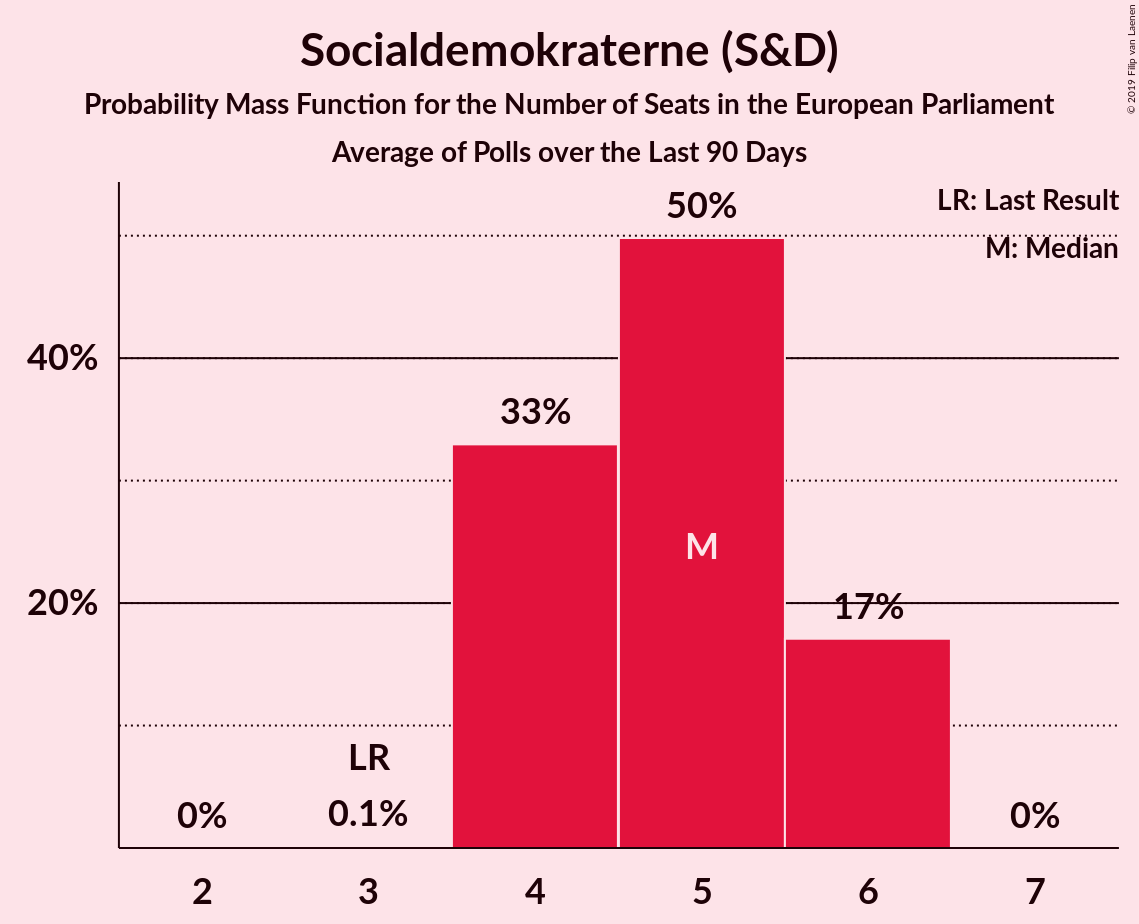 Socialdemokraterne (S&D)
Probability Mass Function for the Number of Seats in the European Parliament
Average of Polls over the Last 90 Days
© 2019 Filip van Laenen
LR: Last Result
M: Median
50%
40%
33%
M
20%
17%
LR
0%
0.1%
0%
2 3 4 5 6 7